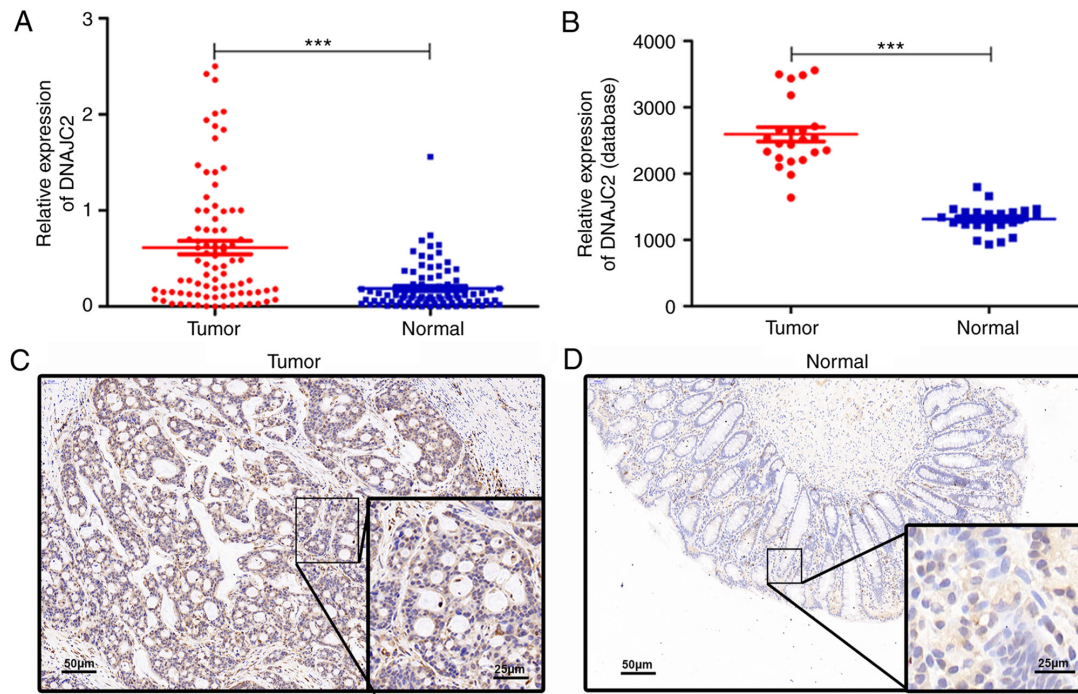 A
Relative expression
of DNAJC2
3
2
1
0
***
Tumor
Normal
B
Relative expression
of DNAJC2 (database)
4000
3000
2000
1000
0
***
Tumor
Normal
C
Tumor
50μm
25μm
D
Normal
50μm
25μm